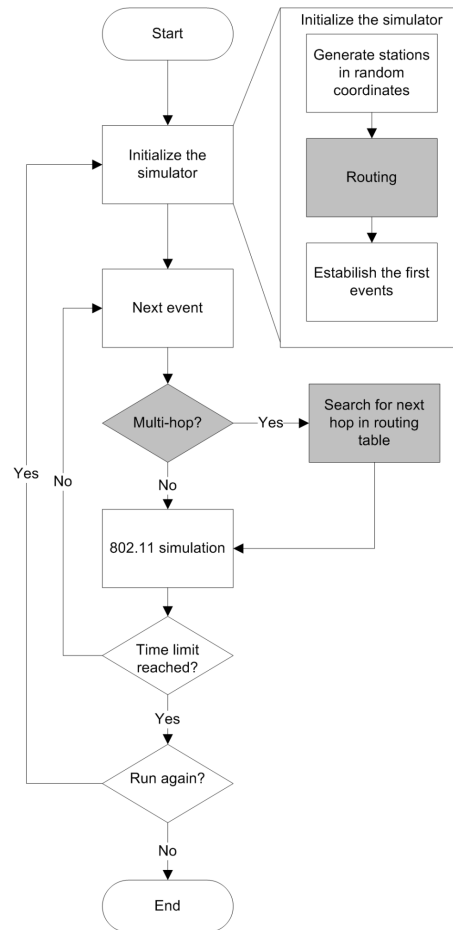 Start
Initialize the simulator
Generate stations
in random
coordinates
Routing
Estabilish the first
events
Initialize the
simulator
Next event
Multi-hop?
Yes
Search for next
hop in routing
table
No
802.11 simulation
Time limit
reached?
No
Yes
Run again?
Yes
No
End